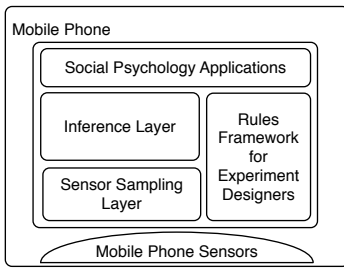 Mobile Phone
Social Psychology Applications
Inference Layer
Sensor Sampling
Layer
Rules
Framework
for
Experiment
Designers
Mobile Phone Sensors